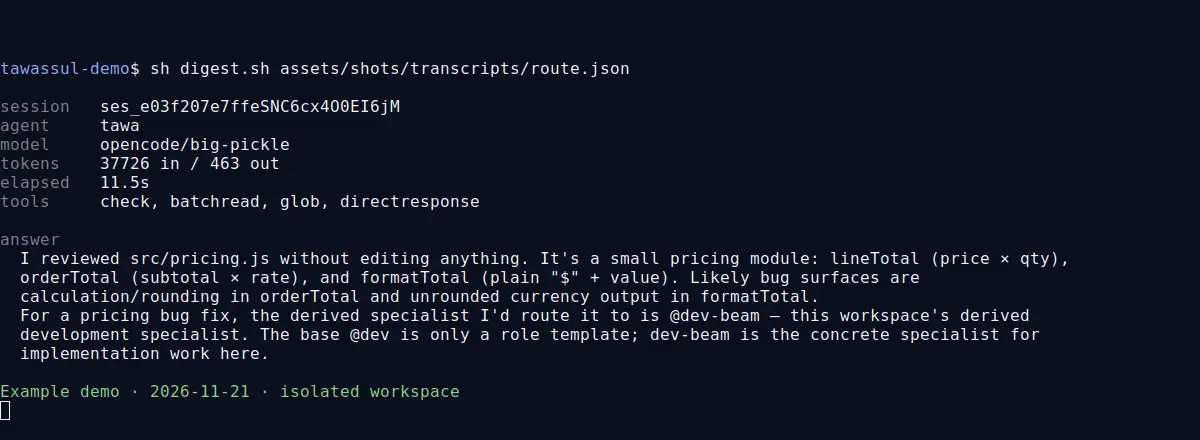 tawassul-demo$ sh digest.sh assets/shots/transcripts/route.json
session   ses_e03f207e7ffeSNC6cx4O0EI6jM
agent     tawa
model     opencode/big-pickle
tokens    37726 in / 463 out
elapsed   11.5s
tools     check, batchread, glob, directresponse
answer
I reviewed src/pricing.js without editing anything. It's a small pricing module: lineTotal (price × qty),
orderTotal (subtotal × rate), and formatTotal (plain "$" + value). Likely bug surfaces are
calculation/rounding in orderTotal and unrounded currency output in formatTotal.
For a pricing bug fix, the derived specialist I'd route it to is @dev-beam — this workspace's derived
development specialist. The base @dev is only a role template; dev-beam is the concrete specialist for
implementation work here.
Example demo · 2026-11-21 · isolated workspace